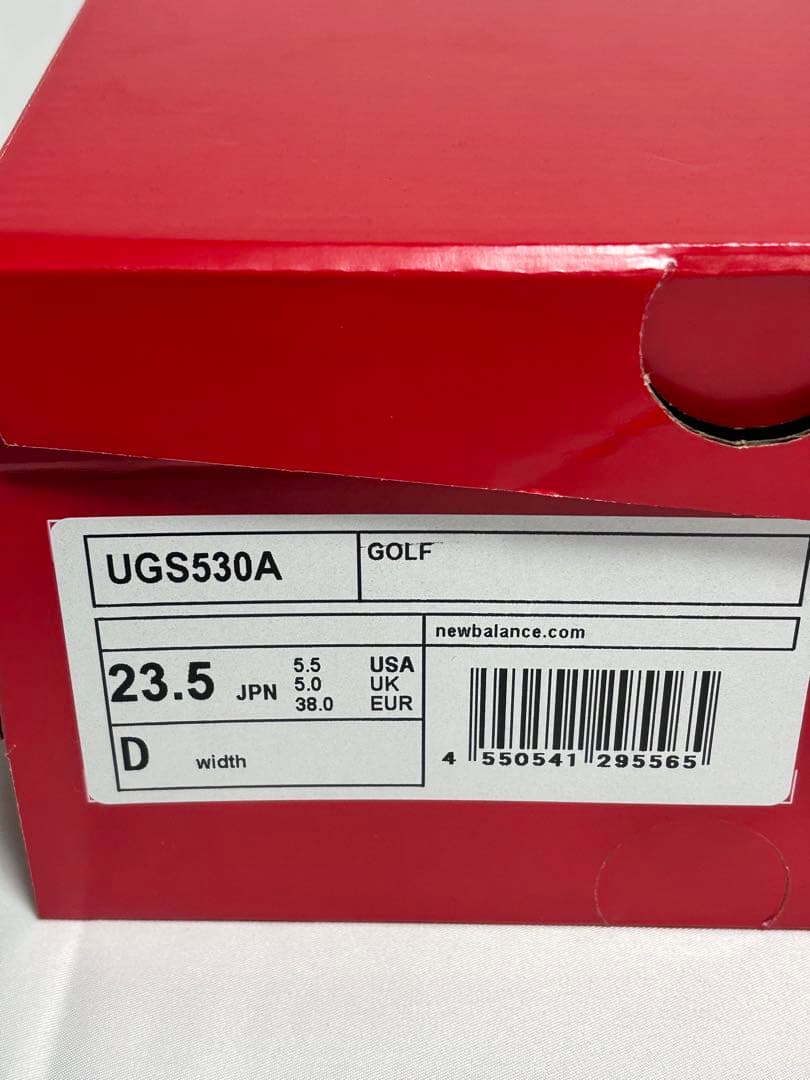 UGS530A
GOLF
newbalance.com
23.5 JPN
5.5 USA
5.0 UK
38.0 EUR
D width
4 550541 295565